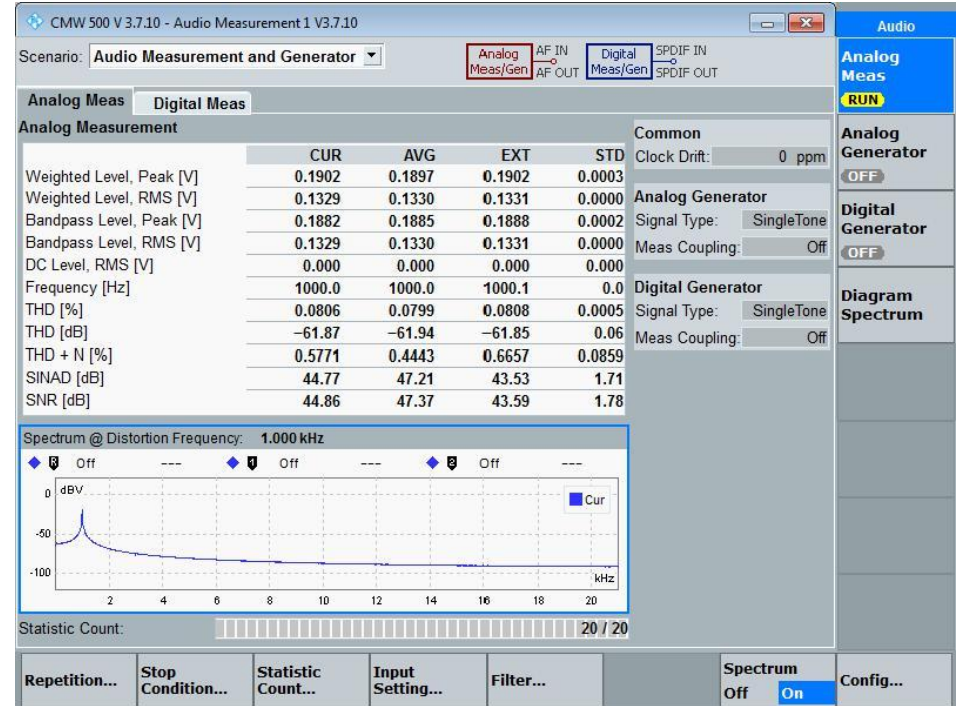 CMW 500 V 3.7.10 - Audio Measurement 1 V3.7.10
Scenario: Audio Measurement and Generator
Analog Meas/Gen AF IN AF OUT
Digital Meas/Gen SPDIF IN SPDIF OUT
Analog Meas Digital Meas
Analog Measurement
CUR AVG EXT STD
Weighted Level, Peak [V] 0.1902 0.1897 0.1902 0.0003
Weighted Level, RMS [V] 0.1329 0.1330 0.1331 0.0000
Bandpass Level, Peak [V] 0.1882 0.1885 0.1888 0.0002
Bandpass Level, RMS [V] 0.1329 0.1330 0.1331 0.0000
DC Level, RMS [V] 0.000 0.000 0.000 0.000
Frequency [Hz] 1000.0 1000.0 1000.1 0.0
THD [%] 0.0806 0.0799 0.0808 0.0005
THD [dB] −61.87 −61.94 −61.85 0.06
THD + N [%] 0.5771 0.4443 0.6657 0.0859
SINAD [dB] 44.77 47.21 43.53 1.71
SNR [dB] 44.86 47.37 43.59 1.78
Common
Clock Drift: 0 ppm
Analog Generator
Signal Type: SingleTone
Meas Coupling: Off
Digital Generator
Signal Type: SingleTone
Meas Coupling: Off
Spectrum @ Distortion Frequency: 1.000 kHz
R Off --- 1 Off --- 2 Off ---
0 dBV
Cur
-50
-100
kHz
2 4 6 8 10 12 14 16 18 20
Statistic Count: 20 / 20
Audio
Analog
Meas
RUN
Analog
Generator
OFF
Digital
Generator
OFF
Diagram
Spectrum
Repetition...
Stop
Condition...
Statistic
Count...
Input
Setting...
Filter...
Spectrum
Off On
Config...